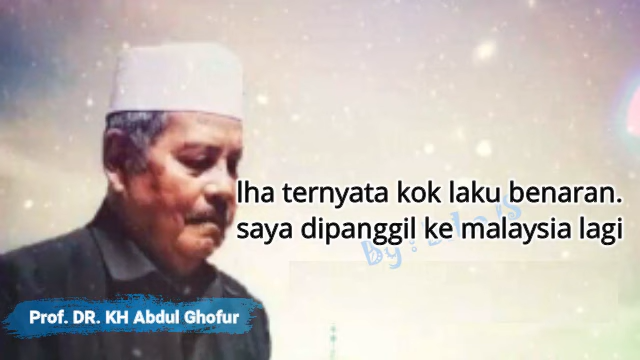 lha ternyata kok laku benaran.
saya dipanggil ke malaysia lagi
Prof. DR. KH Abdul Ghofur